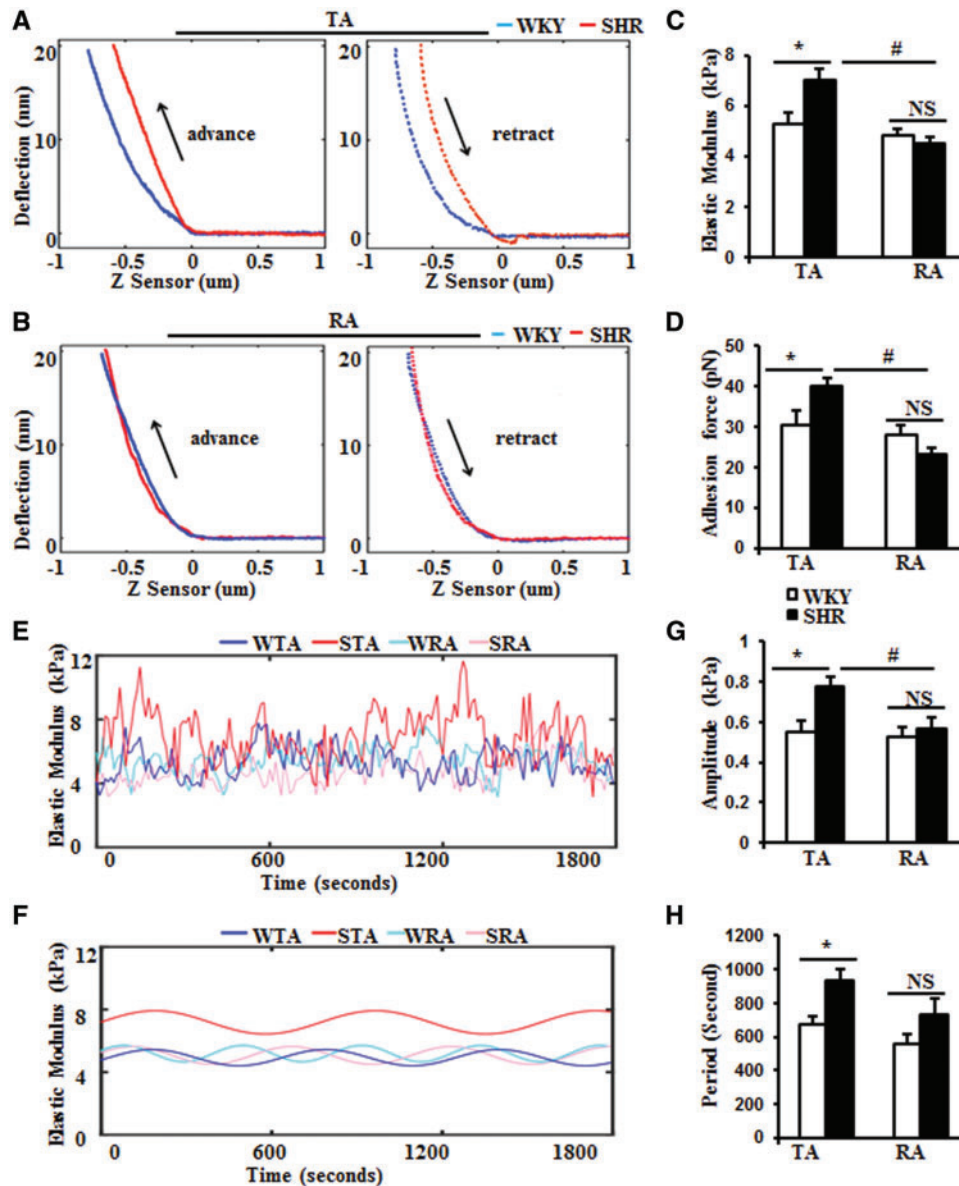 A
TA
WKY SHR
Deflection (nm)
20
10
0
advance
retract
-1 -0.5 0 0.5 1
-1 -0.5 0 0.5 1
Z Sensor (um)
Z Sensor (um)
B
RA
WKY SHR
Deflection (nm)
20
10
0
advance
retract
-1 -0.5 0 0.5 1
-1 -0.5 0 0.5 1
Z Sensor (um)
Z Sensor (um)
C
Elastic Modulus (kPa)
8
6
4
2
0
* #
NS
TA RA
D
Adhesion force (pN)
50
40
30
20
10
0
* #
NS
TA RA
WKY
SHR
E
WTA STA WRA SRA
Elastic Modulus (kPa)
12
8
4
0
0 600 1200 1800
Time (seconds)
F
WTA STA WRA SRA
Elastic Modulus (kPa)
12
8
4
0
0 600 1200 1800
Time (seconds)
G
Amplitude (kPa)
1
0.8
0.6
0.4
0.2
0
* #
NS
TA RA
H
Period (Second)
1200
1000
800
600
400
200
0
*
NS
TA RA